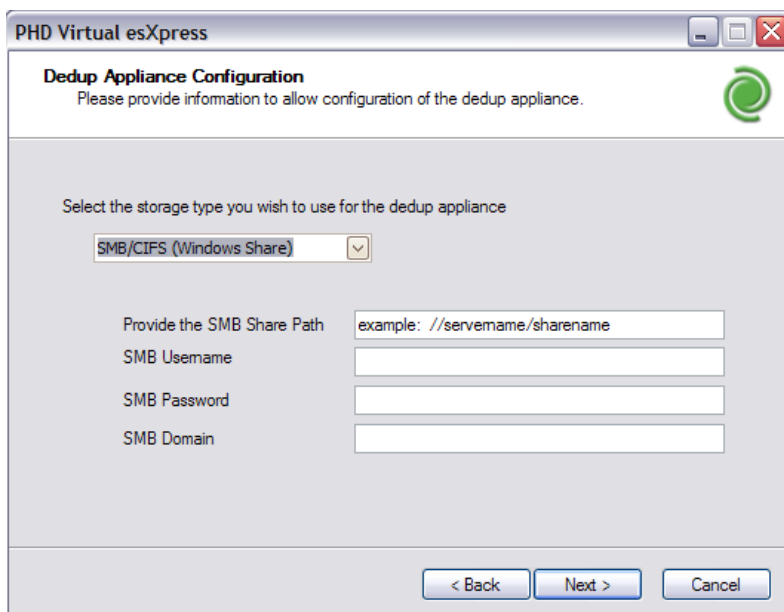 PHD Virtual esXpress
Dedup Appliance Configuration
Please provide information to allow configuration of the dedup appliance.
Select the storage type you wish to use for the dedup appliance
SMB/CIFS (Windows Share)
Provide the SMB Share Path
example:  //servername/sharename
SMB Username
SMB Password
SMB Domain
< Back
Next >
Cancel